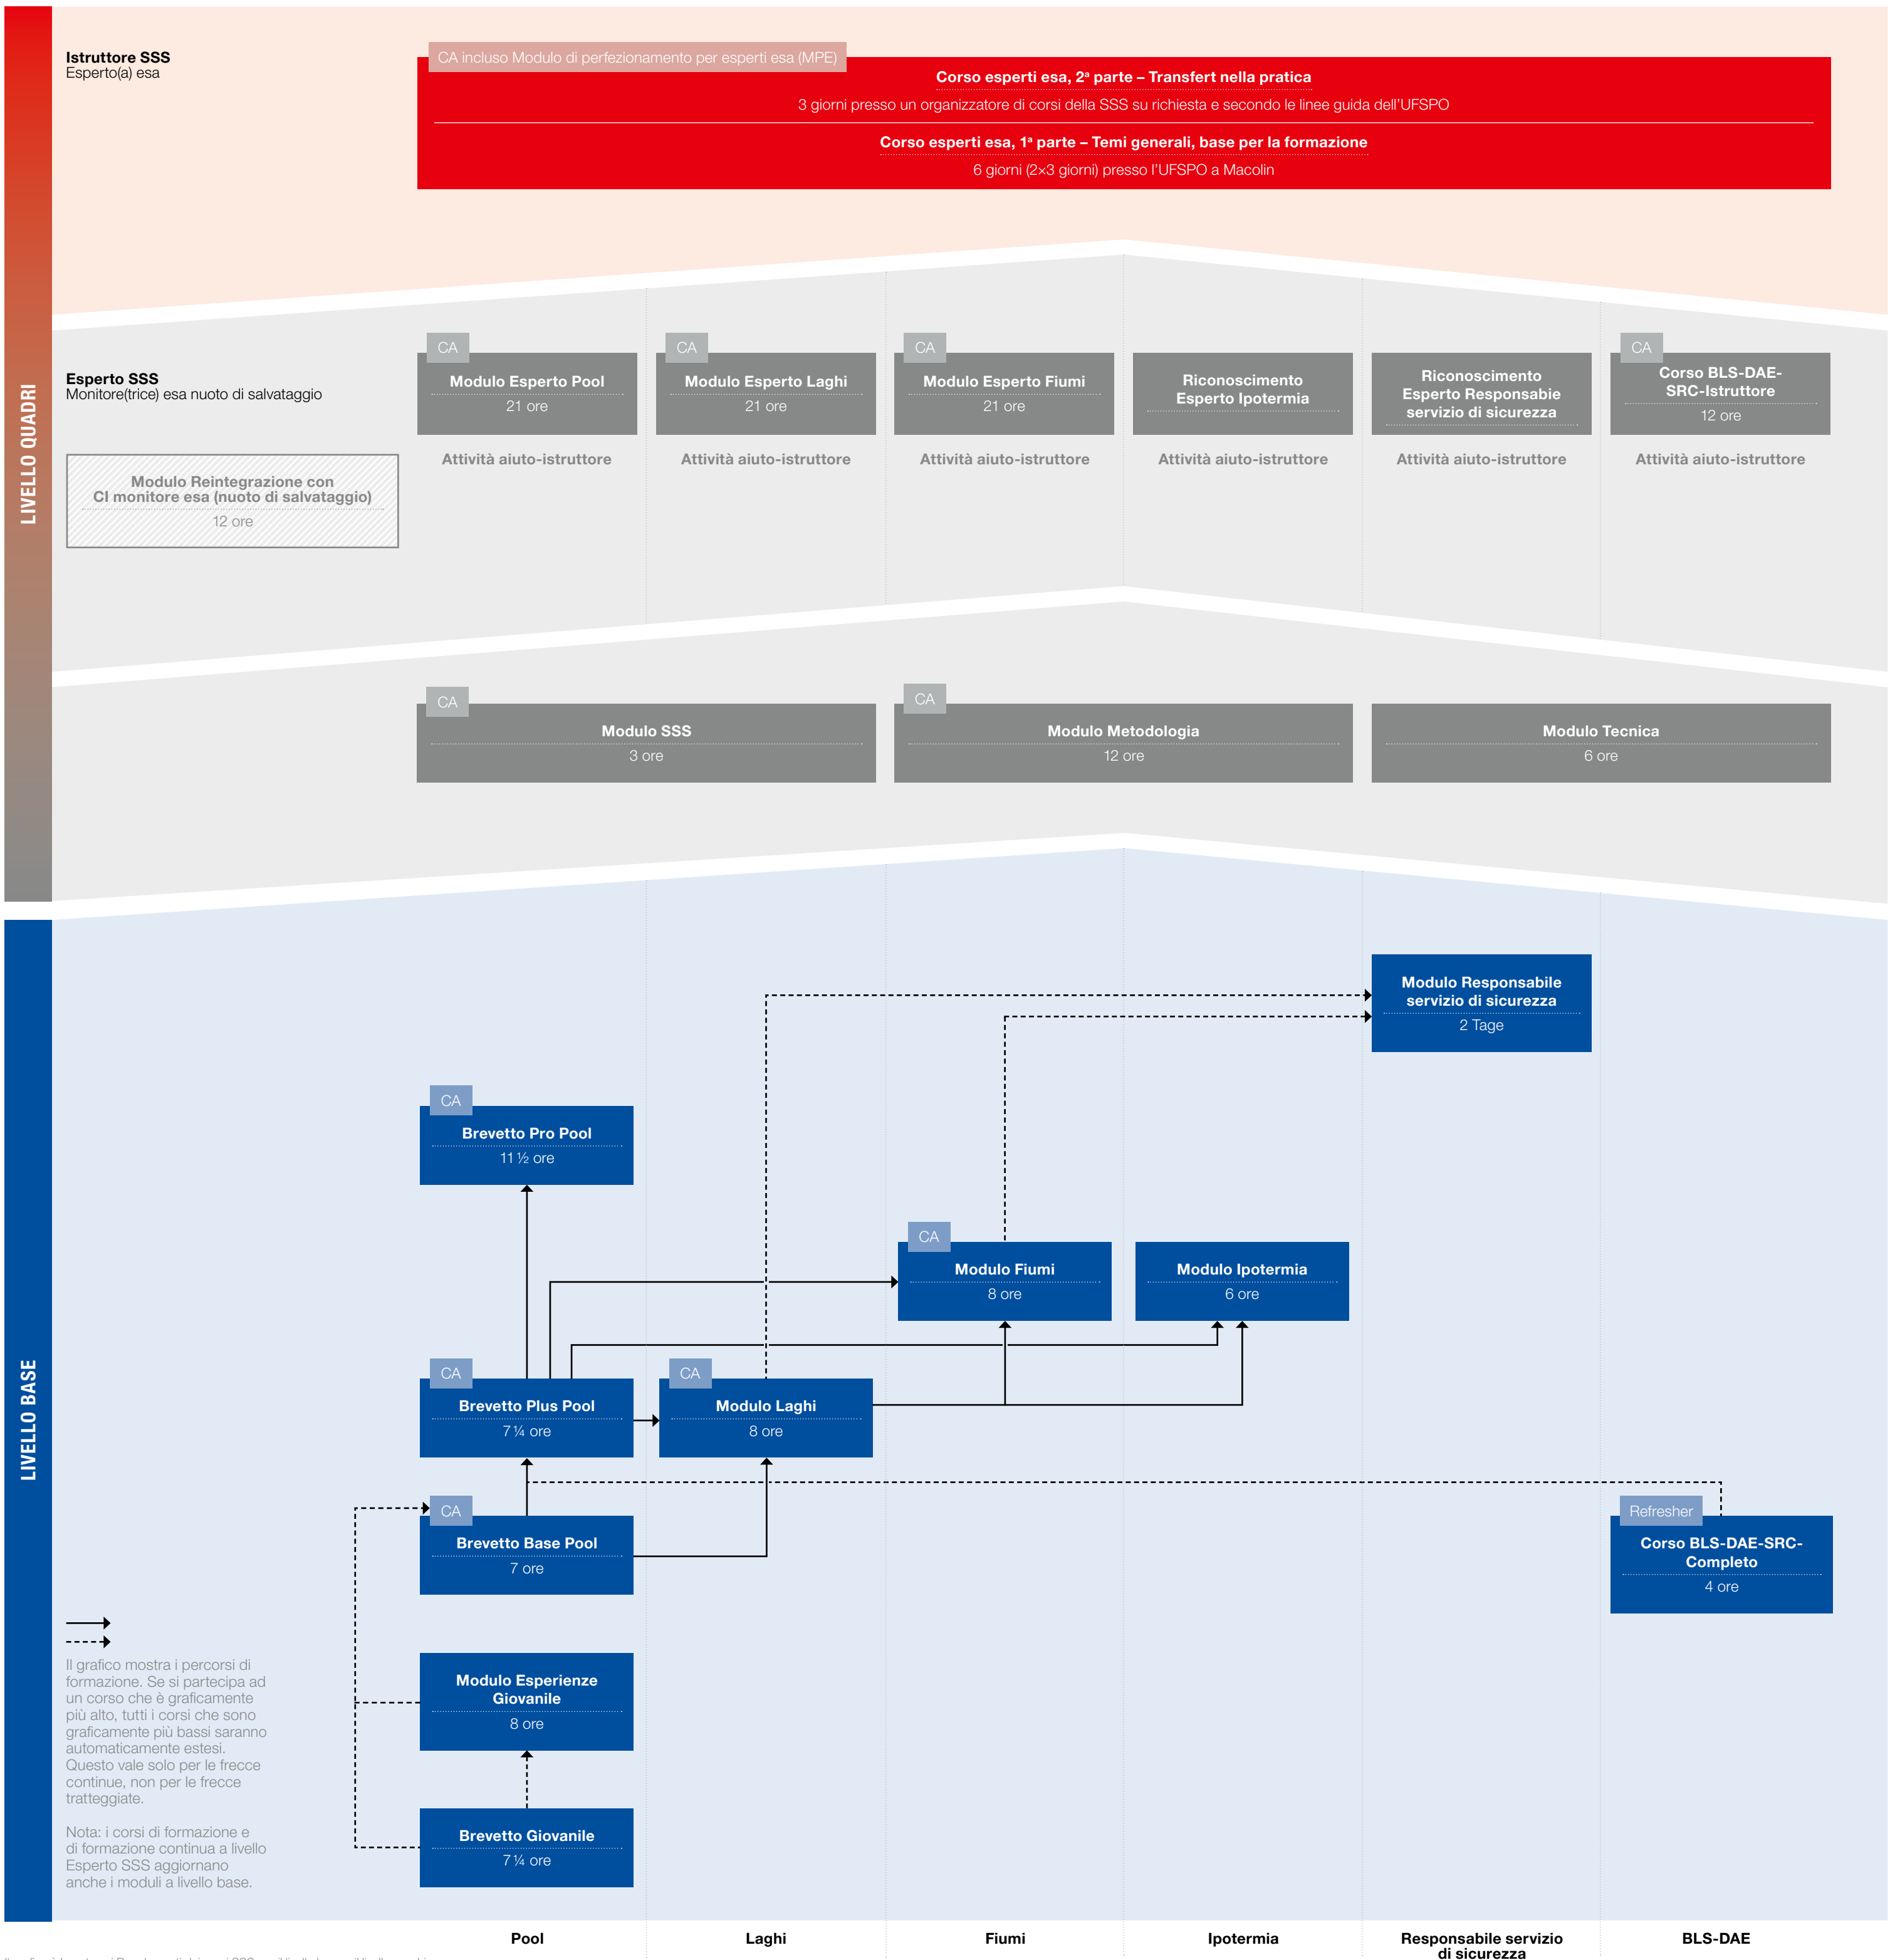 Istruttore SSS
Esperto(a) esa
CA incluso Modulo di perfezionamento per esperti esa (MPE)
Corso esperti esa, 2ª parte – Transfert nella pratica
3 giorni presso un organizzatore di corsi della SSS su richiesta e secondo le linee guida dell’UFSPO
Corso esperti esa, 1ª parte – Temi generali, base per la formazione
6 giorni (2×3 giorni) presso l’UFSPO a Macolin
LIVELLO QUADRI
Esperto SSS
Monitore(trice) esa nuoto di salvataggio
Modulo Reintegrazione con
CI monitore esa (nuoto di salvataggio)
12 ore
CA
Modulo Esperto Pool
21 ore
Attività aiuto-istruttore
CA
Modulo Esperto Laghi
21 ore
Attività aiuto-istruttore
CA
Modulo Esperto Fiumi
21 ore
Attività aiuto-istruttore
Riconoscimento
Esperto Ipotermia
Attività aiuto-istruttore
Riconoscimento
Esperto Responsabie
servizio di sicurezza
Attività aiuto-istruttore
CA
Corso BLS-DAE-
SRC-Istruttore
12 ore
Attività aiuto-istruttore
CA
Modulo SSS
3 ore
CA
Modulo Metodologia
12 ore
Modulo Tecnica
6 ore
LIVELLO BASE
Modulo Responsabile
servizio di sicurezza
2 Tage
CA
Brevetto Pro Pool
11 ½ ore
CA
Modulo Fiumi
8 ore
Modulo Ipotermia
6 ore
CA
Brevetto Plus Pool
7 ¼ ore
CA
Modulo Laghi
8 ore
CA
Brevetto Base Pool
7 ore
Refresher
Corso BLS-DAE-SRC-
Completo
4 ore
Modulo Esperienze
Giovanile
8 ore
Brevetto Giovanile
7 ¼ ore
Il grafico mostra i percorsi di
formazione. Se si partecipa ad
un corso che è graficamente
più alto, tutti i corsi che sono
graficamente più bassi saranno
automaticamente estesi.
Questo vale solo per le frecce
continue, non per le frecce
tratteggiate.
Nota: i corsi di formazione e
di formazione continua a livello
Esperto SSS aggiornano
anche i moduli a livello base.
Pool
Laghi
Fiumi
Ipotermia
Responsabile servizio
di sicurezza
BLS-DAE